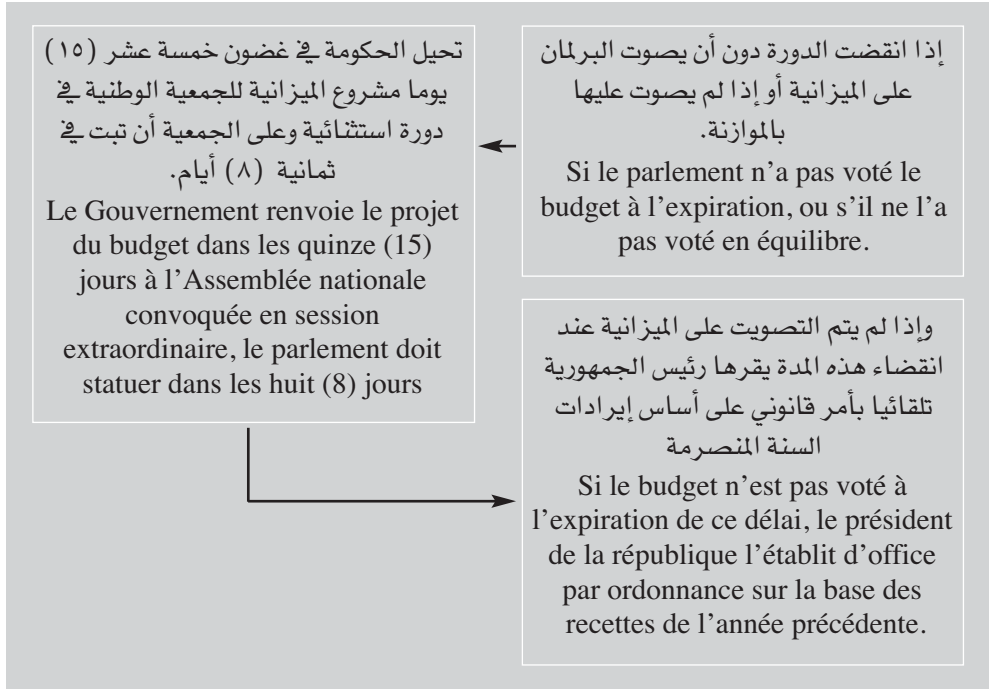 إذا انقضت الدورة دون أن يصوت البرلمان
على الميزانية أو إذا لم يصوت عليها
بالموازنة.
Si le parlement n’a pas voté le
budget à l’expiration, ou s’il ne l’a
pas voté en équilibre.
تحيل الحكومة في غضون خمسة عشر (١٥)
يوما مشروع الميزانية للجمعية الوطنية في
دورة استثنائية وعلى الجمعية أن تبت في
ثمانية (٨) أيام.
Le Gouvernement renvoie le projet
du budget dans les quinze (15)
jours à l’Assemblée nationale
convoquée en session
extraordinaire, le parlement doit
statuer dans les huit (8) jours
وإذا لم يتم التصويت على الميزانية عند
انقضاء هذه المدة يقرها رئيس الجمهورية
تلقائيا بأمر قانوني على أساس إيرادات
السنة المنصرمة
Si le budget n’est pas voté à
l’expiration de ce délai, le président
de la république l’établit d’office
par ordonnance sur la base des
recettes de l’année précédente.